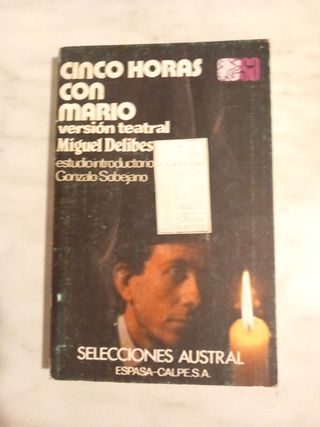 CINCO HORAS
CON
MARIO
versión teatral
Miguel Delibes
estudio introductorio
Gonzalo Sobejano
SELECCIONES AUSTRAL
ESPASA-CALPE, S.A.